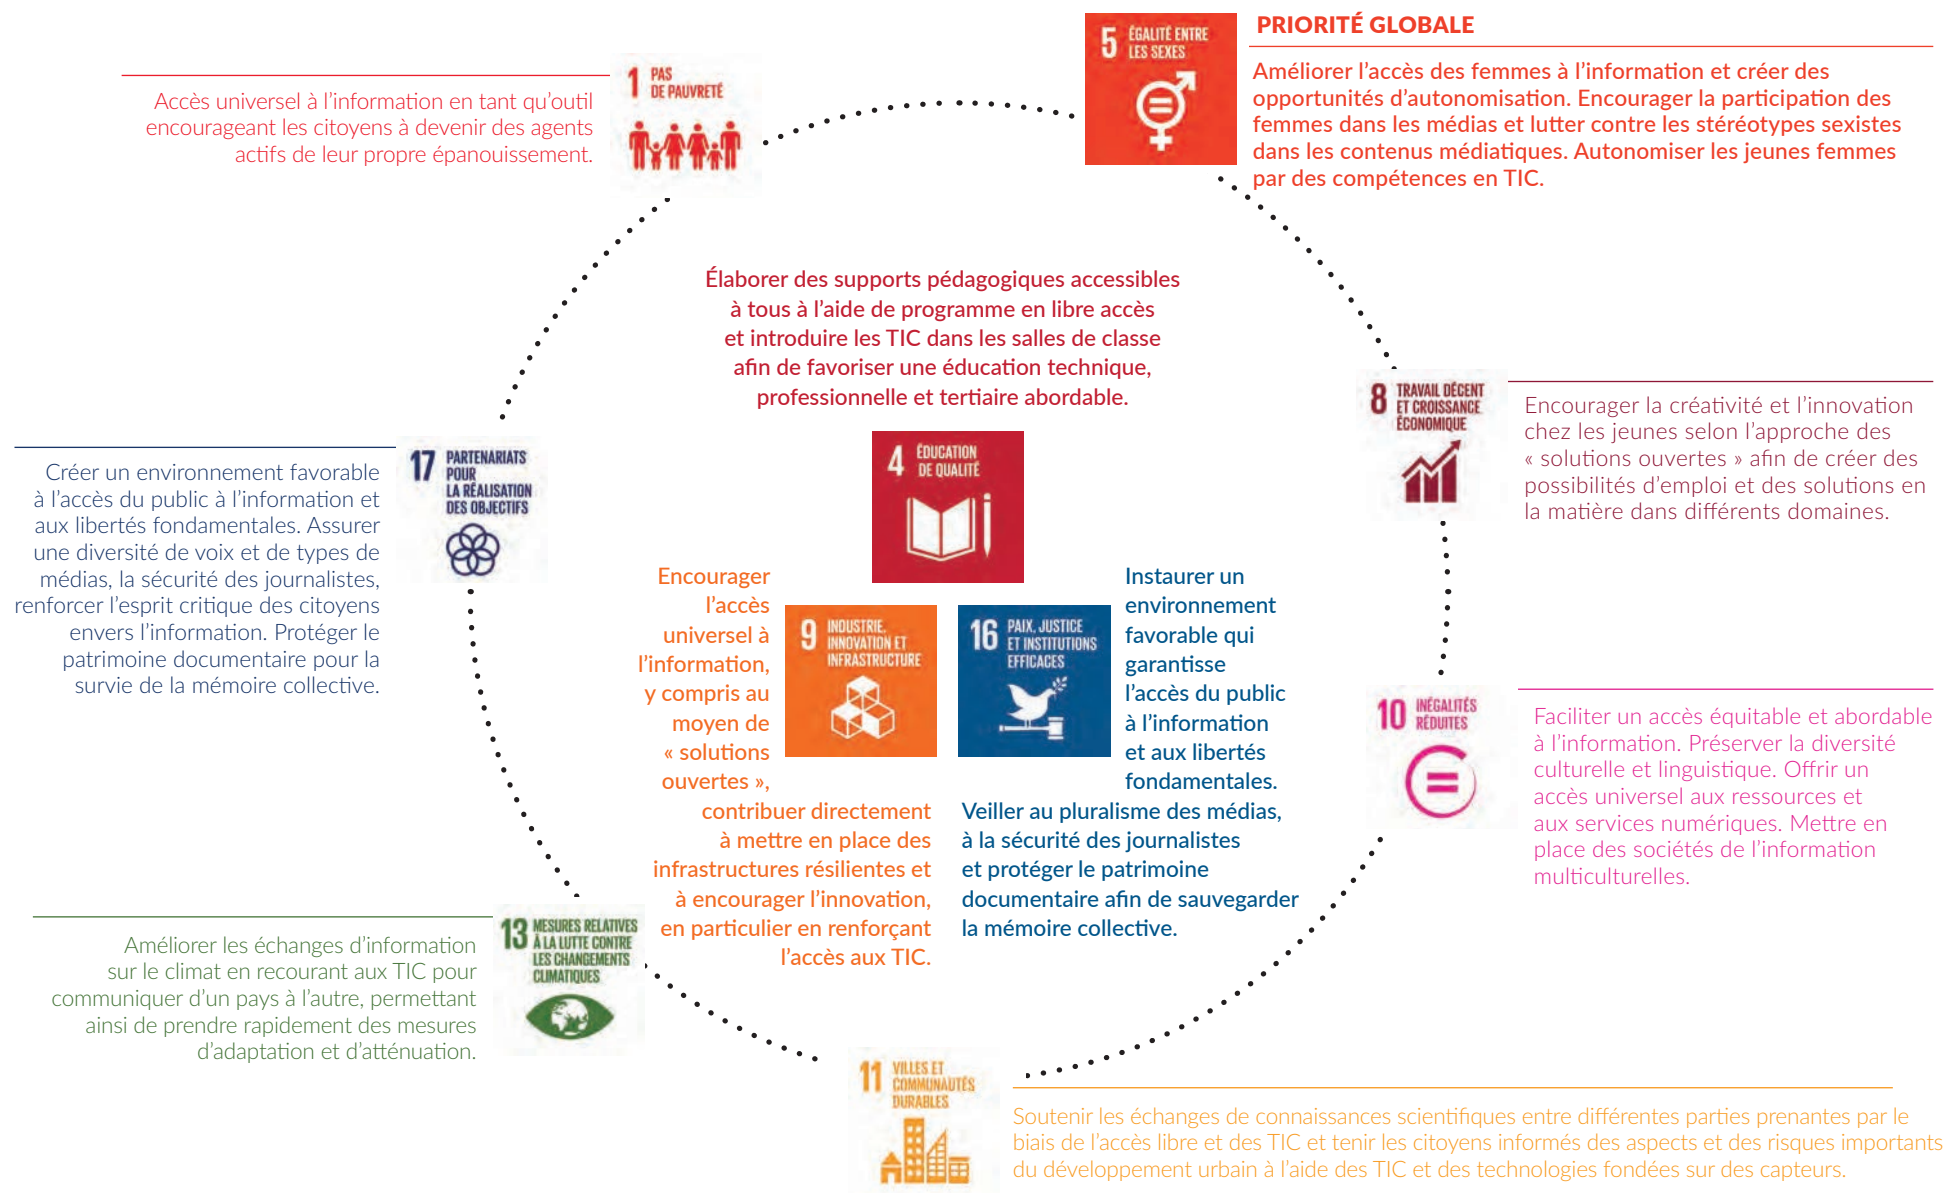 1 PAS
DE PAUVRETÉ
Accès universel à l'information en tant qu'outil
encourageant les citoyens à devenir des agents
actifs de leur propre épanouissement.
5 ÉGALITÉ ENTRE
LES SEXES
PRIORITÉ GLOBALE
Améliorer l'accès des femmes à l'information et créer des
opportunités d'autonomisation. Encourager la participation des
femmes dans les médias et lutter contre les stéréotypes sexistes
dans les contenus médiatiques. Autonomiser les jeunes femmes
par des compétences en TIC.
Élaborer des supports pédagogiques accessibles
à tous à l'aide de programme en libre accès
et introduire les TIC dans les salles de classe
afin de favoriser une éducation technique,
professionnelle et tertiaire abordable.
4 ÉDUCATION
DE QUALITÉ
8 TRAVAIL DÉCENT
ET CROISSANCE
ÉCONOMIQUE
Encourager la créativité et l'innovation
chez les jeunes selon l'approche des
« solutions ouvertes » afin de créer des
possibilités d'emploi et des solutions en
la matière dans différents domaines.
17 PARTENARIATS
POUR
LA RÉALISATION
DES OBJECTIFS
Créer un environnement favorable
à l'accès du public à l'information et
aux libertés fondamentales. Assurer
une diversité de voix et de types de
médias, la sécurité des journalistes,
renforcer l'esprit critique des citoyens
envers l'information. Protéger le
patrimoine documentaire pour la
survie de la mémoire collective.
Encourager
l'accès
universel à
l'information,
y compris au
moyen de
« solutions
ouvertes »,
contribuer directement
à mettre en place des
infrastructures résilientes et
à encourager l'innovation,
en particulier en renforçant
l'accès aux TIC.
9 INDUSTRIE,
INNOVATION ET
INFRASTRUCTURE
16 PAIX, JUSTICE
ET INSTITUTIONS
EFFICACES
Instaurer un
environnement
favorable qui
garantisse
l'accès du public
à l'information
et aux libertés
fondamentales.
Veiller au pluralisme des médias,
à la sécurité des journalistes
et protéger le patrimoine
documentaire afin de sauvegarder
la mémoire collective.
10 INÉGALITÉS
RÉDUITES
Faciliter un accès équitable et abordable
à l'information. Préserver la diversité
culturelle et linguistique. Offrir un
accès universel aux ressources et
aux services numériques. Mettre en
place des sociétés de l'information
multiculturelles.
13 MESURES RELATIVES
À LA LUTTE CONTRE
LES CHANGEMENTS
CLIMATIQUES
Améliorer les échanges d'information
sur le climat en recourant aux TIC pour
communiquer d'un pays à l'autre, permettant
ainsi de prendre rapidement des mesures
d'adaptation et d'atténuation.
11 VILLES ET
COMMUNAUTÉS
DURABLES
Soutenir les échanges de connaissances scientifiques entre différentes parties prenantes par le
biais de l'accès libre et des TIC et tenir les citoyens informés des aspects et des risques importants
du développement urbain à l'aide des TIC et des technologies fondées sur des capteurs.